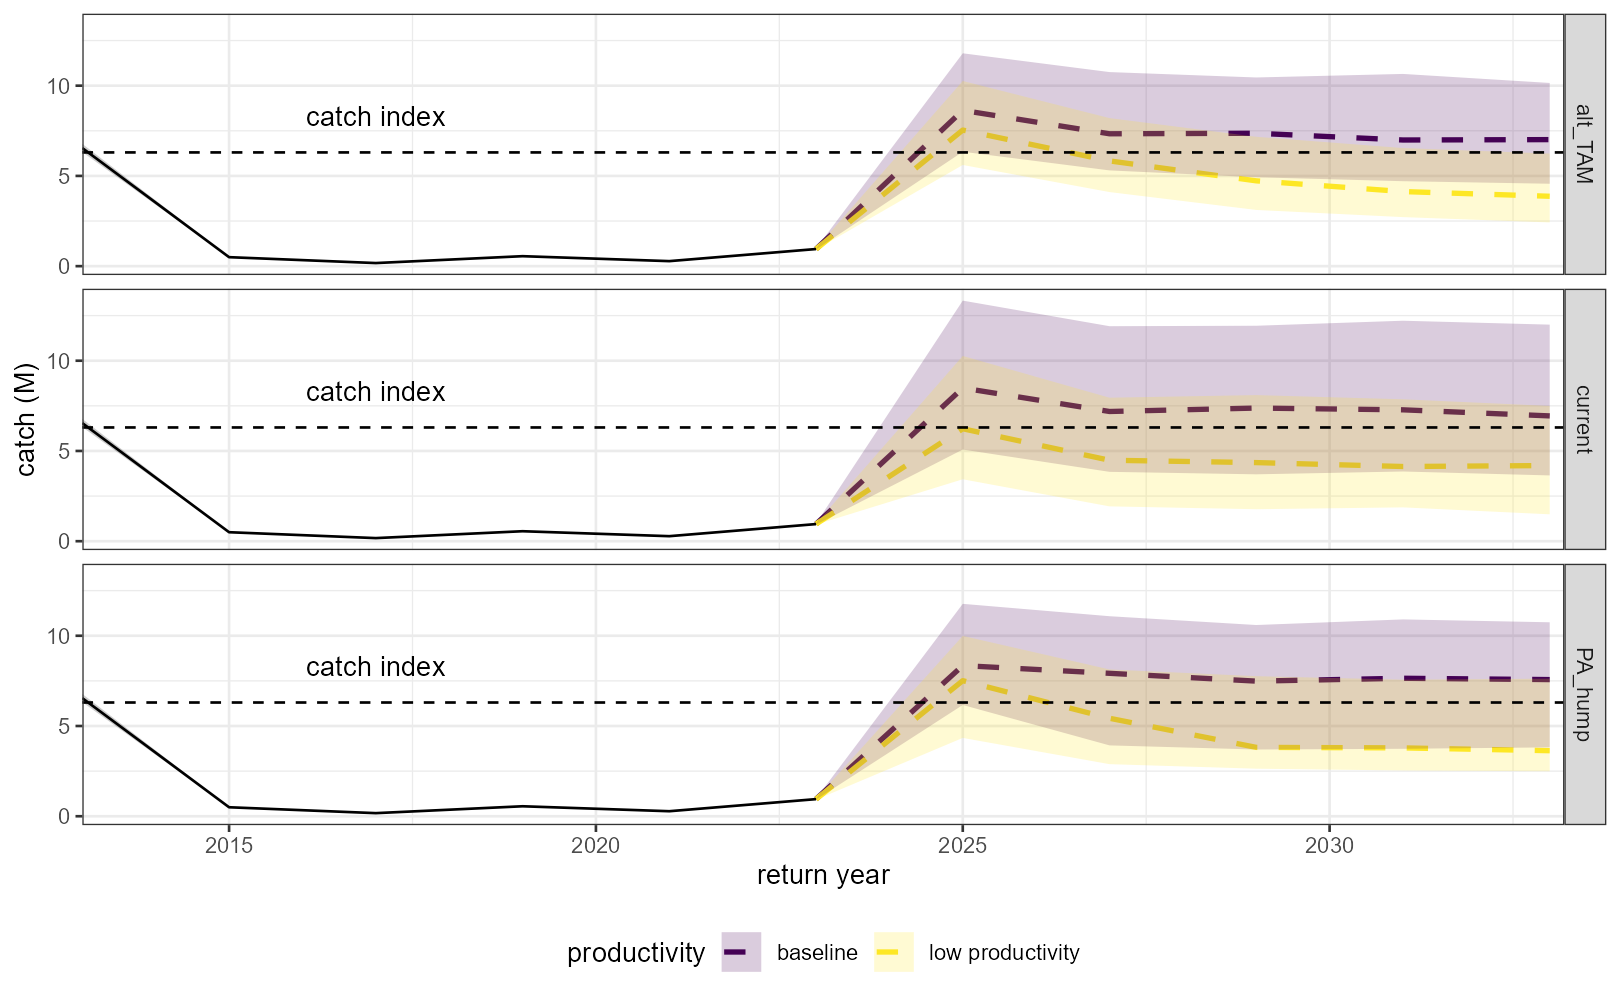 10
5
0
catch index
alt_TAM
catch (M)
10
5
0
catch index
current
10
5
0
catch index
PA_hump
2015 2020 2025 2030
return year
productivity baseline low productivity